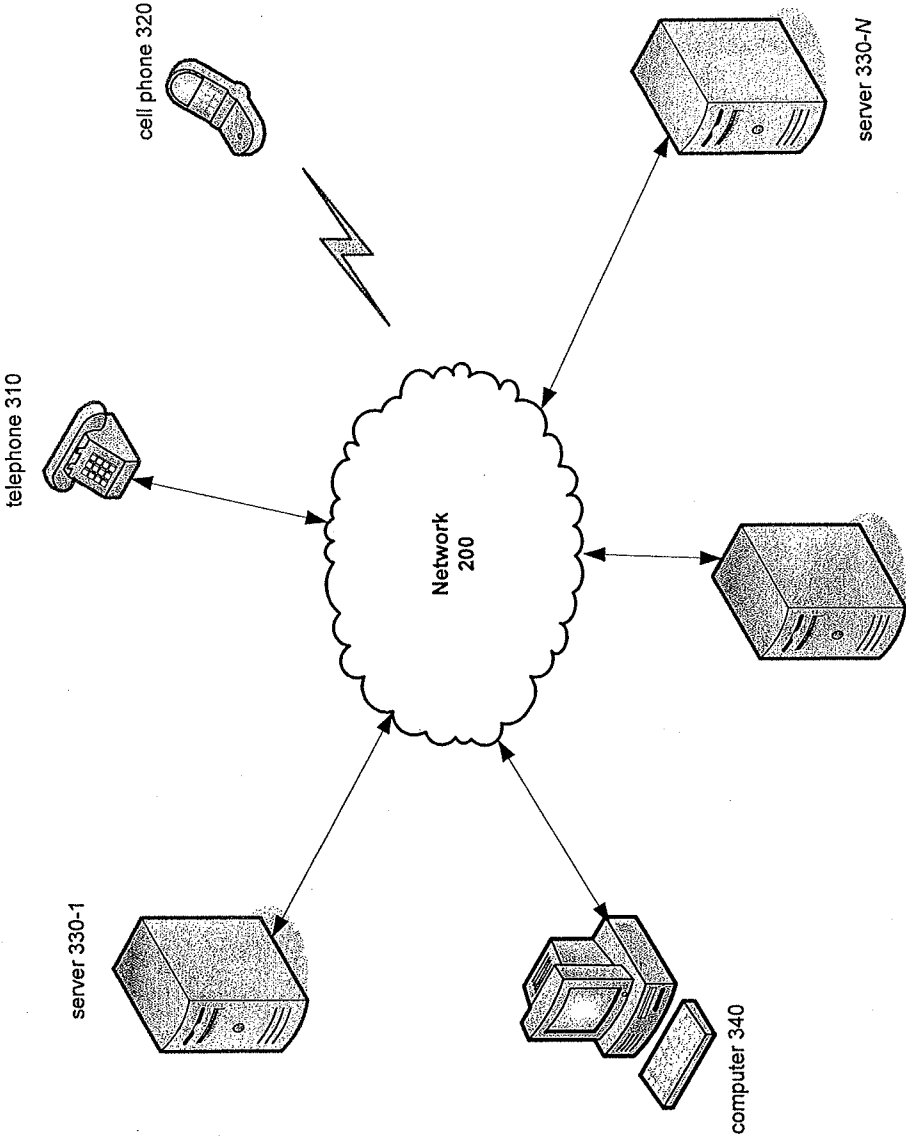 telephone 310
cell phone 320
server 330-1
Network
200
computer 340
server 330-N